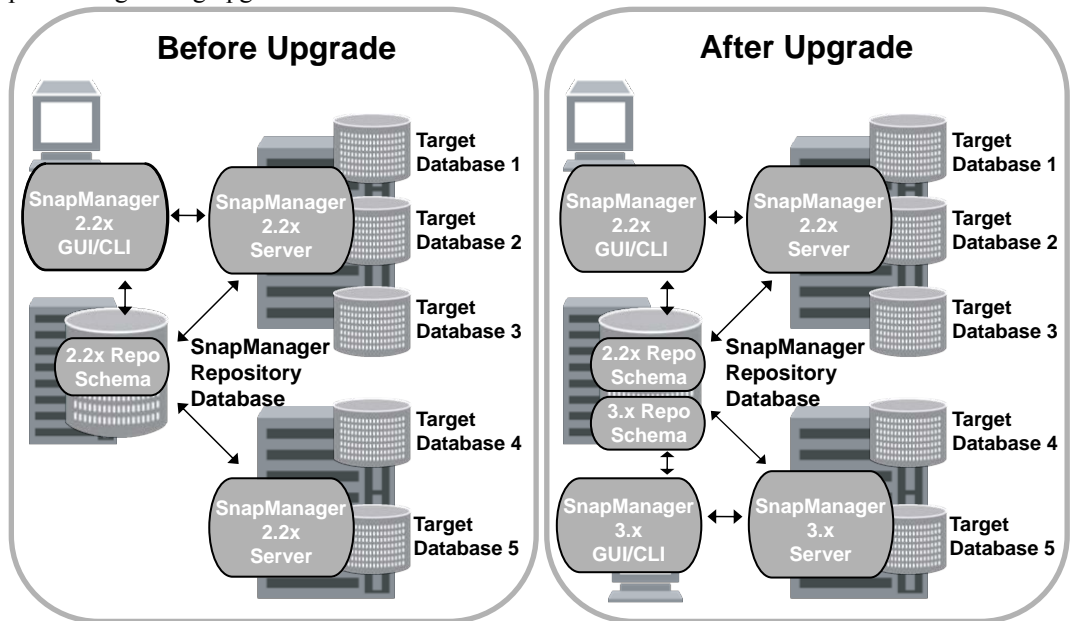 Before Upgrade
SnapManager
2.2x
GUI/CLI
SnapManager
2.2x
Server
Target
Database 1
Target
Database 2
Target
Database 3
2.2x Repo
Schema
SnapManager
Repository
Database
Target
Database 4
SnapManager
2.2x
Server
Target
Database 5
After Upgrade
SnapManager
2.2x
GUI/CLI
SnapManager
2.2x
Server
Target
Database 1
Target
Database 2
Target
Database 3
2.2x Repo
Schema
3.x Repo
Schema
SnapManager
Repository
Database
Target
Database 4
SnapManager
3.x
GUI/CLI
SnapManager
3.x
Server
Target
Database 5